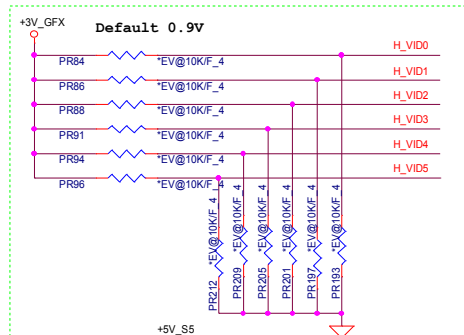 +3V_GFX
Default 0.9V
PR84 *EV@10K/F_4 H_VID0
PR86 *EV@10K/F_4 H_VID1
PR88 *EV@10K/F_4 H_VID2
PR91 *EV@10K/F_4 H_VID3
PR94 *EV@10K/F_4 H_VID4
PR96 *EV@10K/F_4 H_VID5
PR212 *EV@10K/F_4
PR209 *EV@10K/F_4
PR205 *EV@10K/F_4
PR201 *EV@10K/F_4
PR197 *EV@10K/F_4
PR193 *EV@10K/F_4
+5V_S5